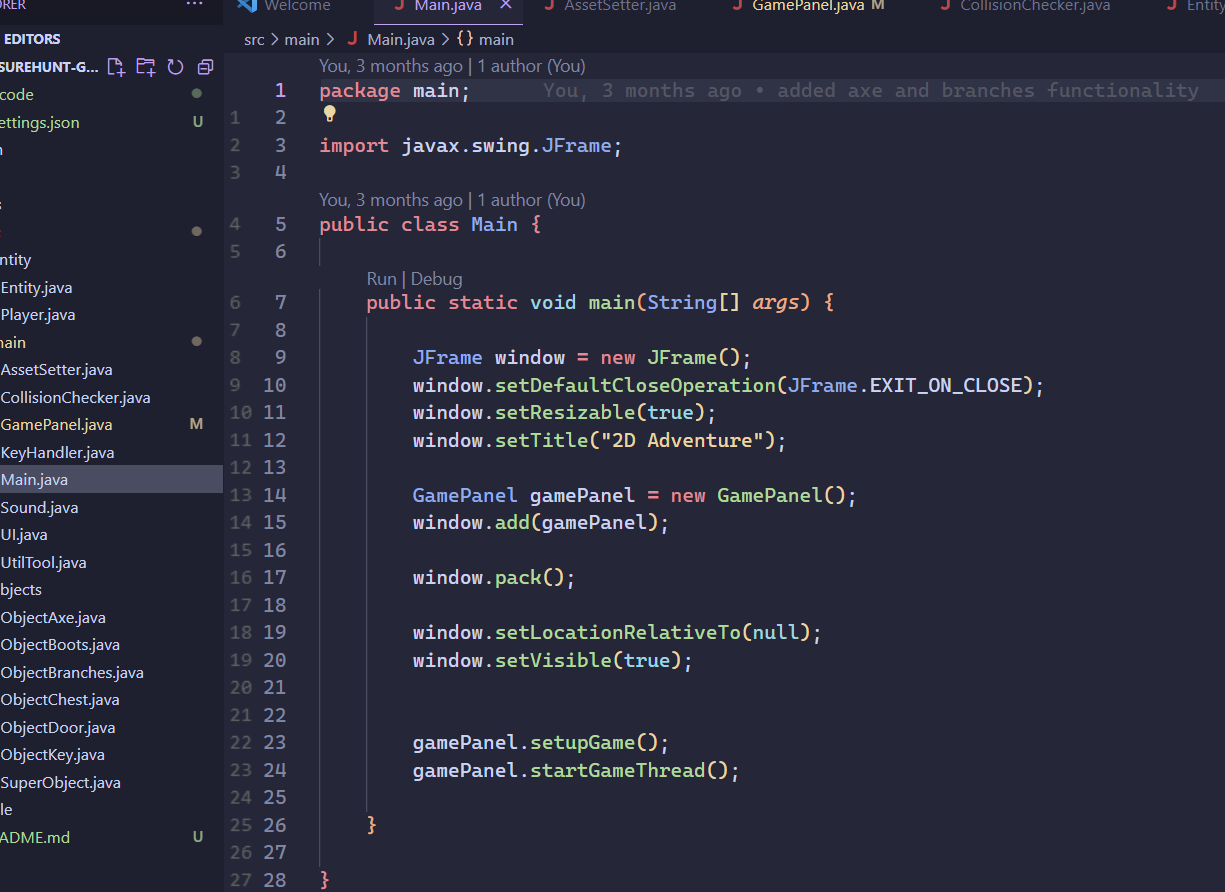 RER ... Welcome Main.java × AssetSetter.java GamePanel.java M CollisionChecker.java Entity
EDITORS
SUREHUNT-G...
code
ettings.json U
n
s
ntity
Entity.java
Player.java
ain
AssetSetter.java
CollisionChecker.java
GamePanel.java M
KeyHandler.java
Main.java
Sound.java
UI.java
UtilTool.java
bjects
ObjectAxe.java
ObjectBoots.java
ObjectBranches.java
ObjectChest.java
ObjectDoor.java
ObjectKey.java
SuperObject.java
le
ADME.md U
src > main > J Main.java > {} main
You, 3 months ago | 1 author (You)
1 package main; You, 3 months ago • added axe and branches functionality
1 2
2 3 import javax.swing.JFrame;
3 4
You, 3 months ago | 1 author (You)
4 5 public class Main {
5 6
Run | Debug
6 7 public static void main(String[] args) {
7 8
8 9 JFrame window = new JFrame();
9 10 window.setDefaultCloseOperation(JFrame.EXIT_ON_CLOSE);
10 11 window.setResizable(true);
11 12 window.setTitle("2D Adventure");
12 13
13 14 GamePanel gamePanel = new GamePanel();
14 15 window.add(gamePanel);
15 16
16 17 window.pack();
17 18
18 19 window.setLocationRelativeTo(null);
19 20 window.setVisible(true);
20 21
21 22
22 23 gamePanel.setupGame();
23 24 gamePanel.startGameThread();
24 25
25 26 }
26 27
27 28 }